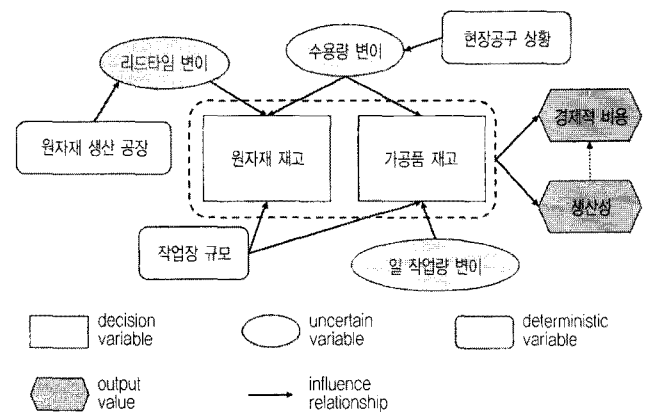 현장공구 상황
수용량 변이
리드타임 변이
경제적 비용
원자재 생산 공장
원자재 재고
가공품 재고
생산성
작업장 규모
일 작업량 변이
decision
variable
uncertain
variable
deterministic
variable
output
value
influence
relationship